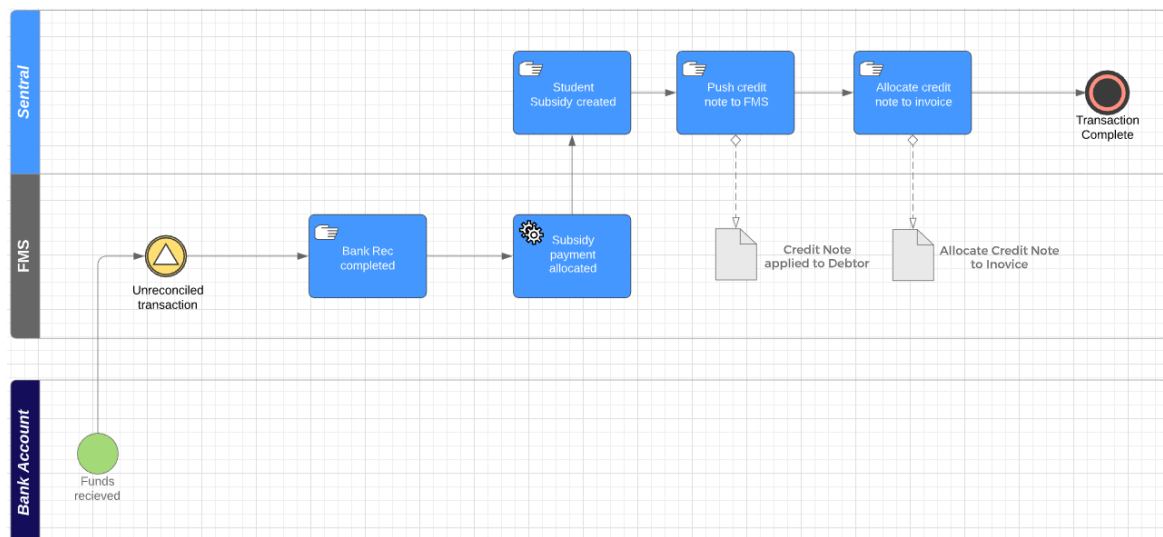 Sentral
Student
Subsidy created
Push credit
note to FMS
Allocate credit
note to invoice
Transaction
Complete
FMS
Unreconciled
transaction
Bank Rec
completed
Subsidy
payment
allocated
Credit Note
applied to Debtor
Allocate Credit Note
to Inovice
Bank Account
Funds
recieved